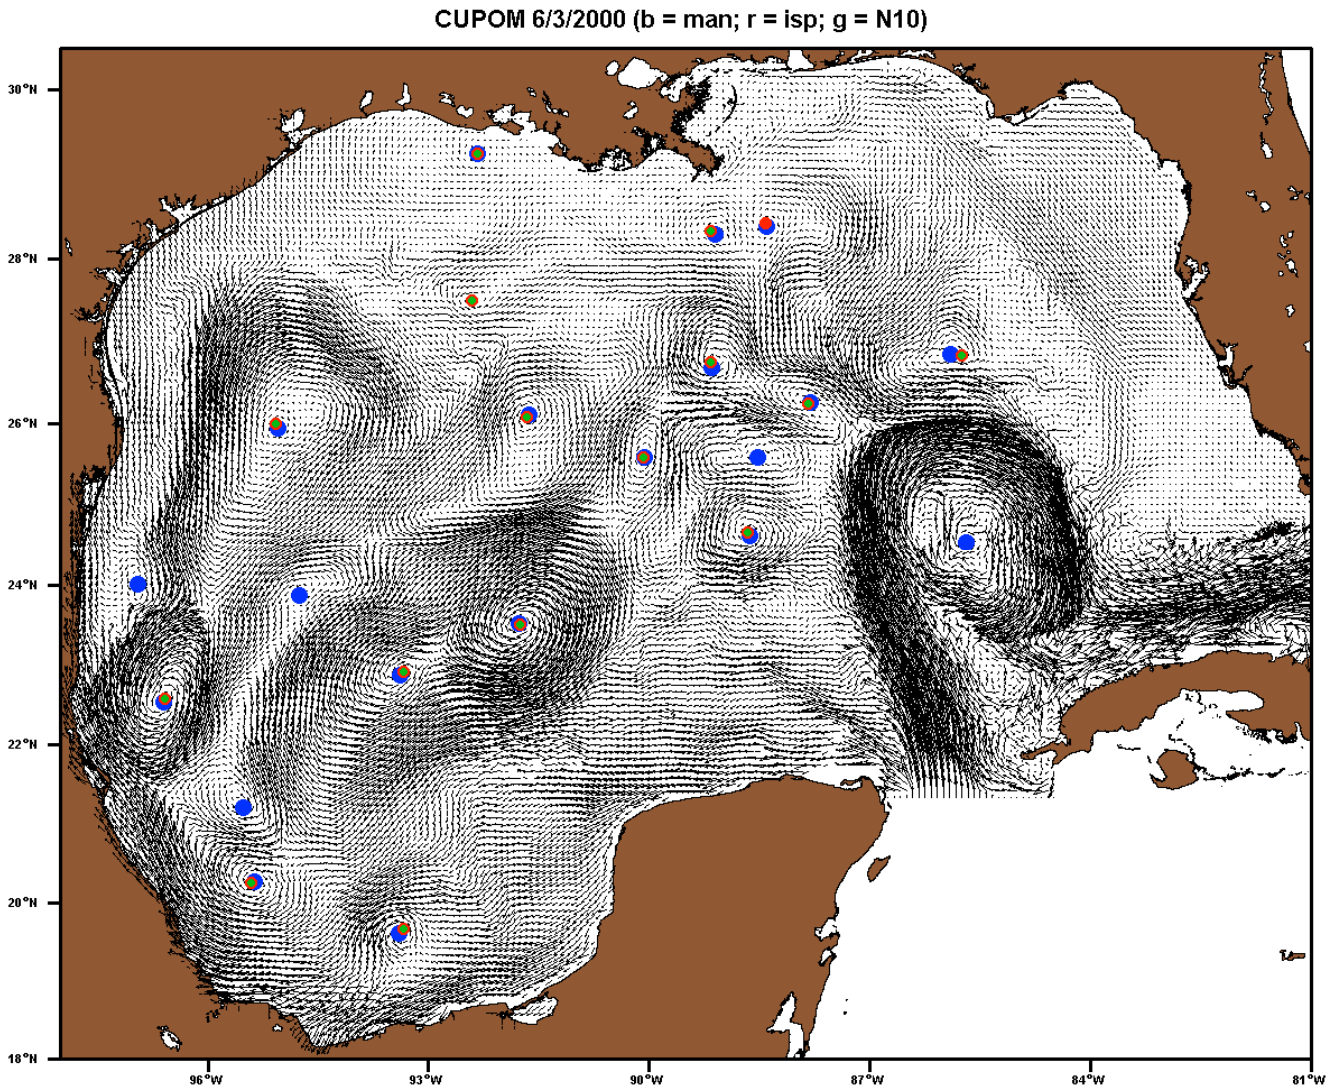 CUPOM 6/3/2000 (b = man; r = isp; g = N10)
30°N
28°N
26°N
24°N
22°N
20°N
18°N
96°W 93°W 90°W 87°W 84°W 81°W